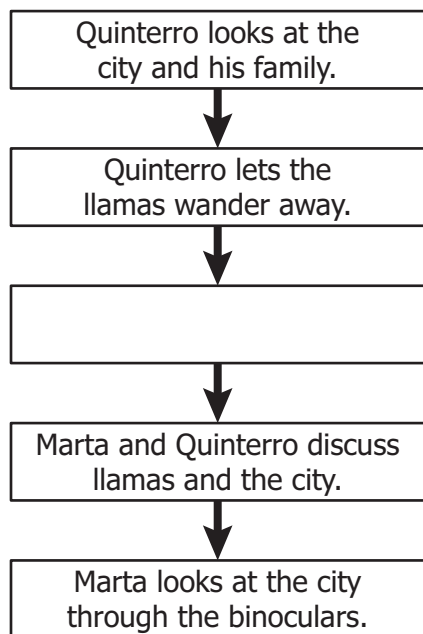 Quinterro looks at the
city and his family.
Quinterro lets the
llamas wander away.
Marta and Quinterro discuss
llamas and the city.
Marta looks at the city
through the binoculars.